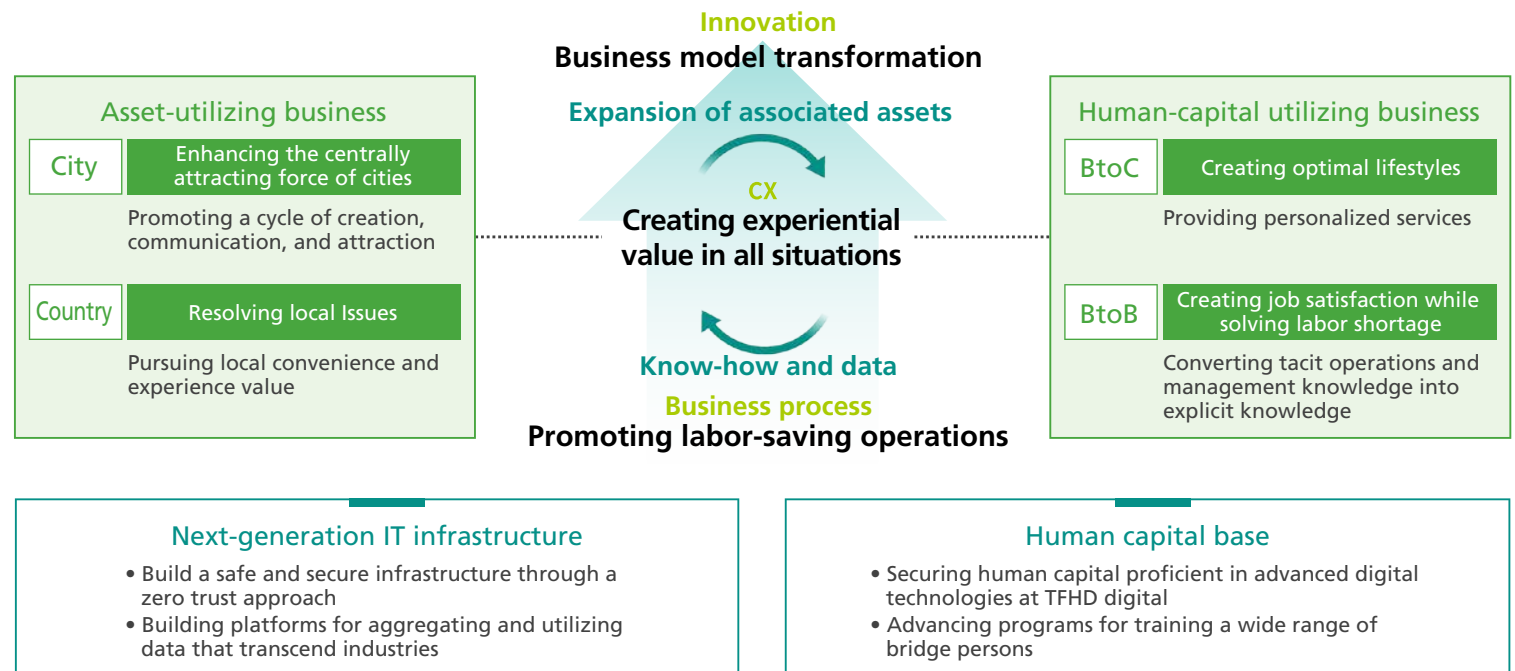 Innovation
Business model transformation
Expansion of associated assets
CX
Creating experiential
value in all situations
Know-how and data
Business process
Promoting labor-saving operations
Asset-utilizing business
City
Enhancing the centrally
attracting force of cities
Promoting a cycle of creation,
communication, and attraction
Country
Resolving local Issues
Pursuing local convenience and
experience value
Human-capital utilizing business
BtoC
Creating optimal lifestyles
Providing personalized services
BtoB
Creating job satisfaction while
solving labor shortage
Converting tacit operations and
management knowledge into
explicit knowledge
Next-generation IT infrastructure
• Build a safe and secure infrastructure through a
zero trust approach
• Building platforms for aggregating and utilizing
data that transcend industries
Human capital base
• Securing human capital proficient in advanced digital
technologies at TFHD digital
• Advancing programs for training a wide range of
bridge persons